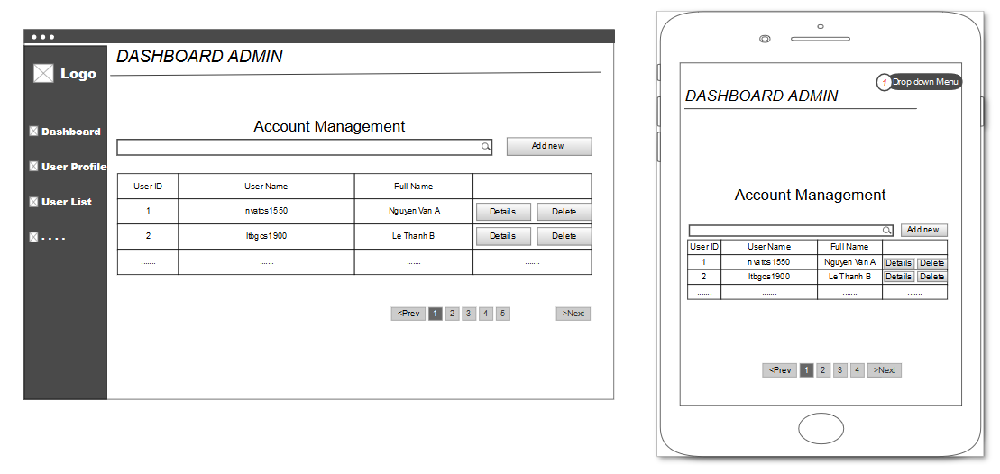 DASHBOARD ADMIN
Logo
Dashboard
User Profile
User List
. . . .
Account Management
Add new
User ID User Name Full Name
1 nvatcs1550 Nguyen Van A Details Delete
2 ltbgcs1900 Le Thanh B Details Delete
....... ....... ....... .......
<Prev 1 2 3 4 5 >Next
1 Drop down Menu
DASHBOARD ADMIN
Account Management
Add new
User ID User Name Full Name
1 nvatcs1550 Nguyen Van A Details Delete
2 ltbgcs1900 Le Thanh B Details Delete
....... ....... ....... .......
<Prev 1 2 3 4 >Next